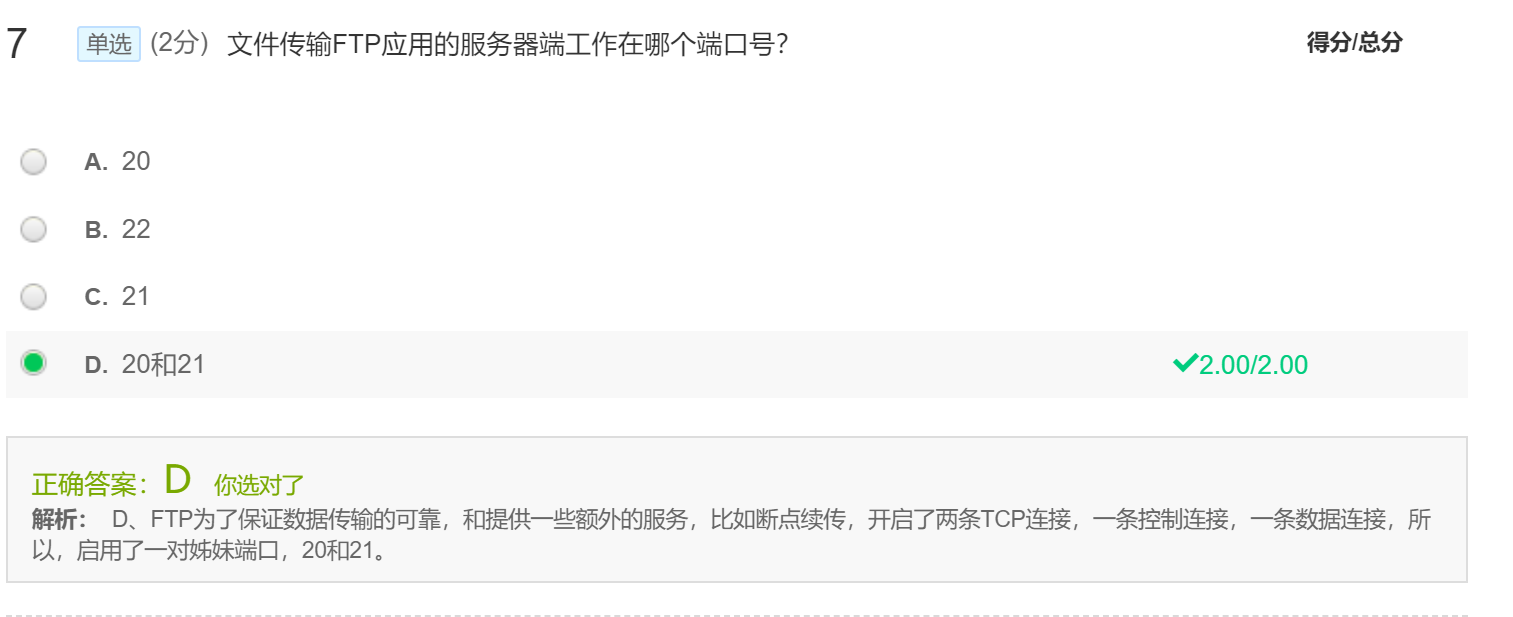 7 单选 (2分) 文件传输FTP应用的服务器端工作在哪个端口号？ 得分/总分
A. 20
B. 22
C. 21
D. 20和21 2.00/2.00
正确答案：D 你选对了
解析： D、FTP为了保证数据传输的可靠，和提供一些额外的服务，比如断点续传，开启了两条TCP连接，一条控制连接，一条数据连接，所
以，启用了一对姊妹端口，20和21。